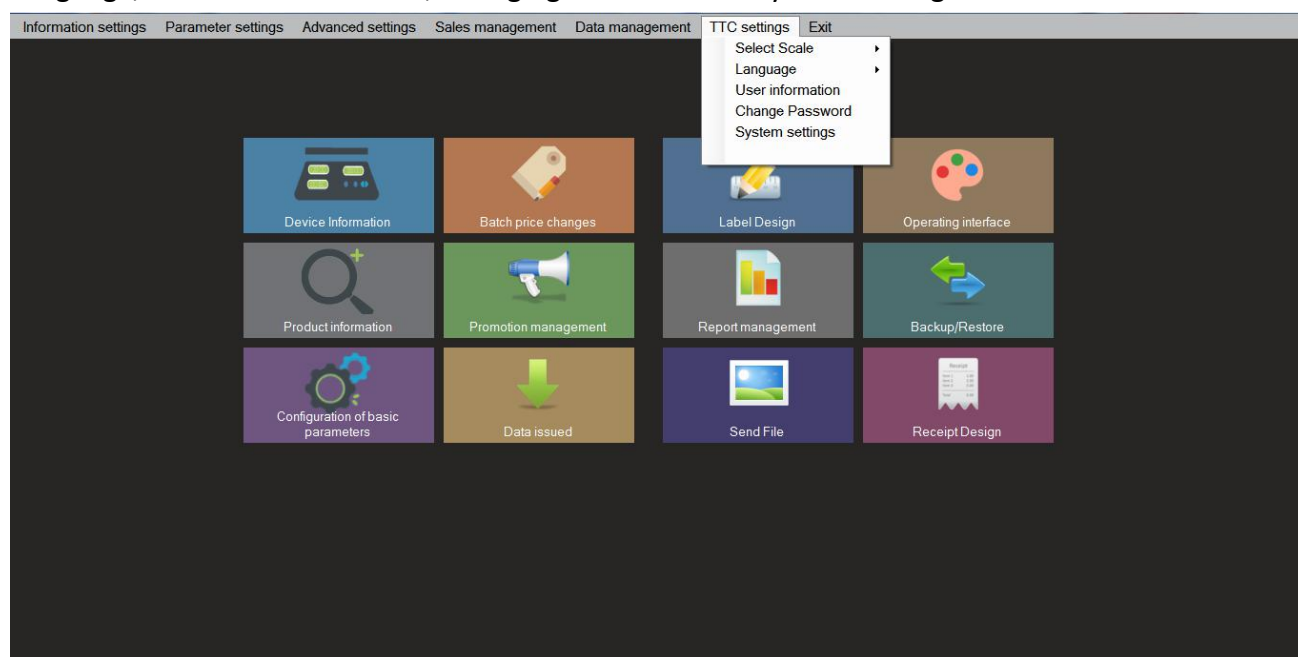 Information settings Parameter settings Advanced settings Sales management Data management TTC settings Exit
Select Scale
Language
User information
Change Password
System settings
Device Information Batch price changes Label Design Operating interface
Product information Promotion management Report management Backup/Restore
Configuration of basic
parameters Data issued Send File Receipt Design
Receipt